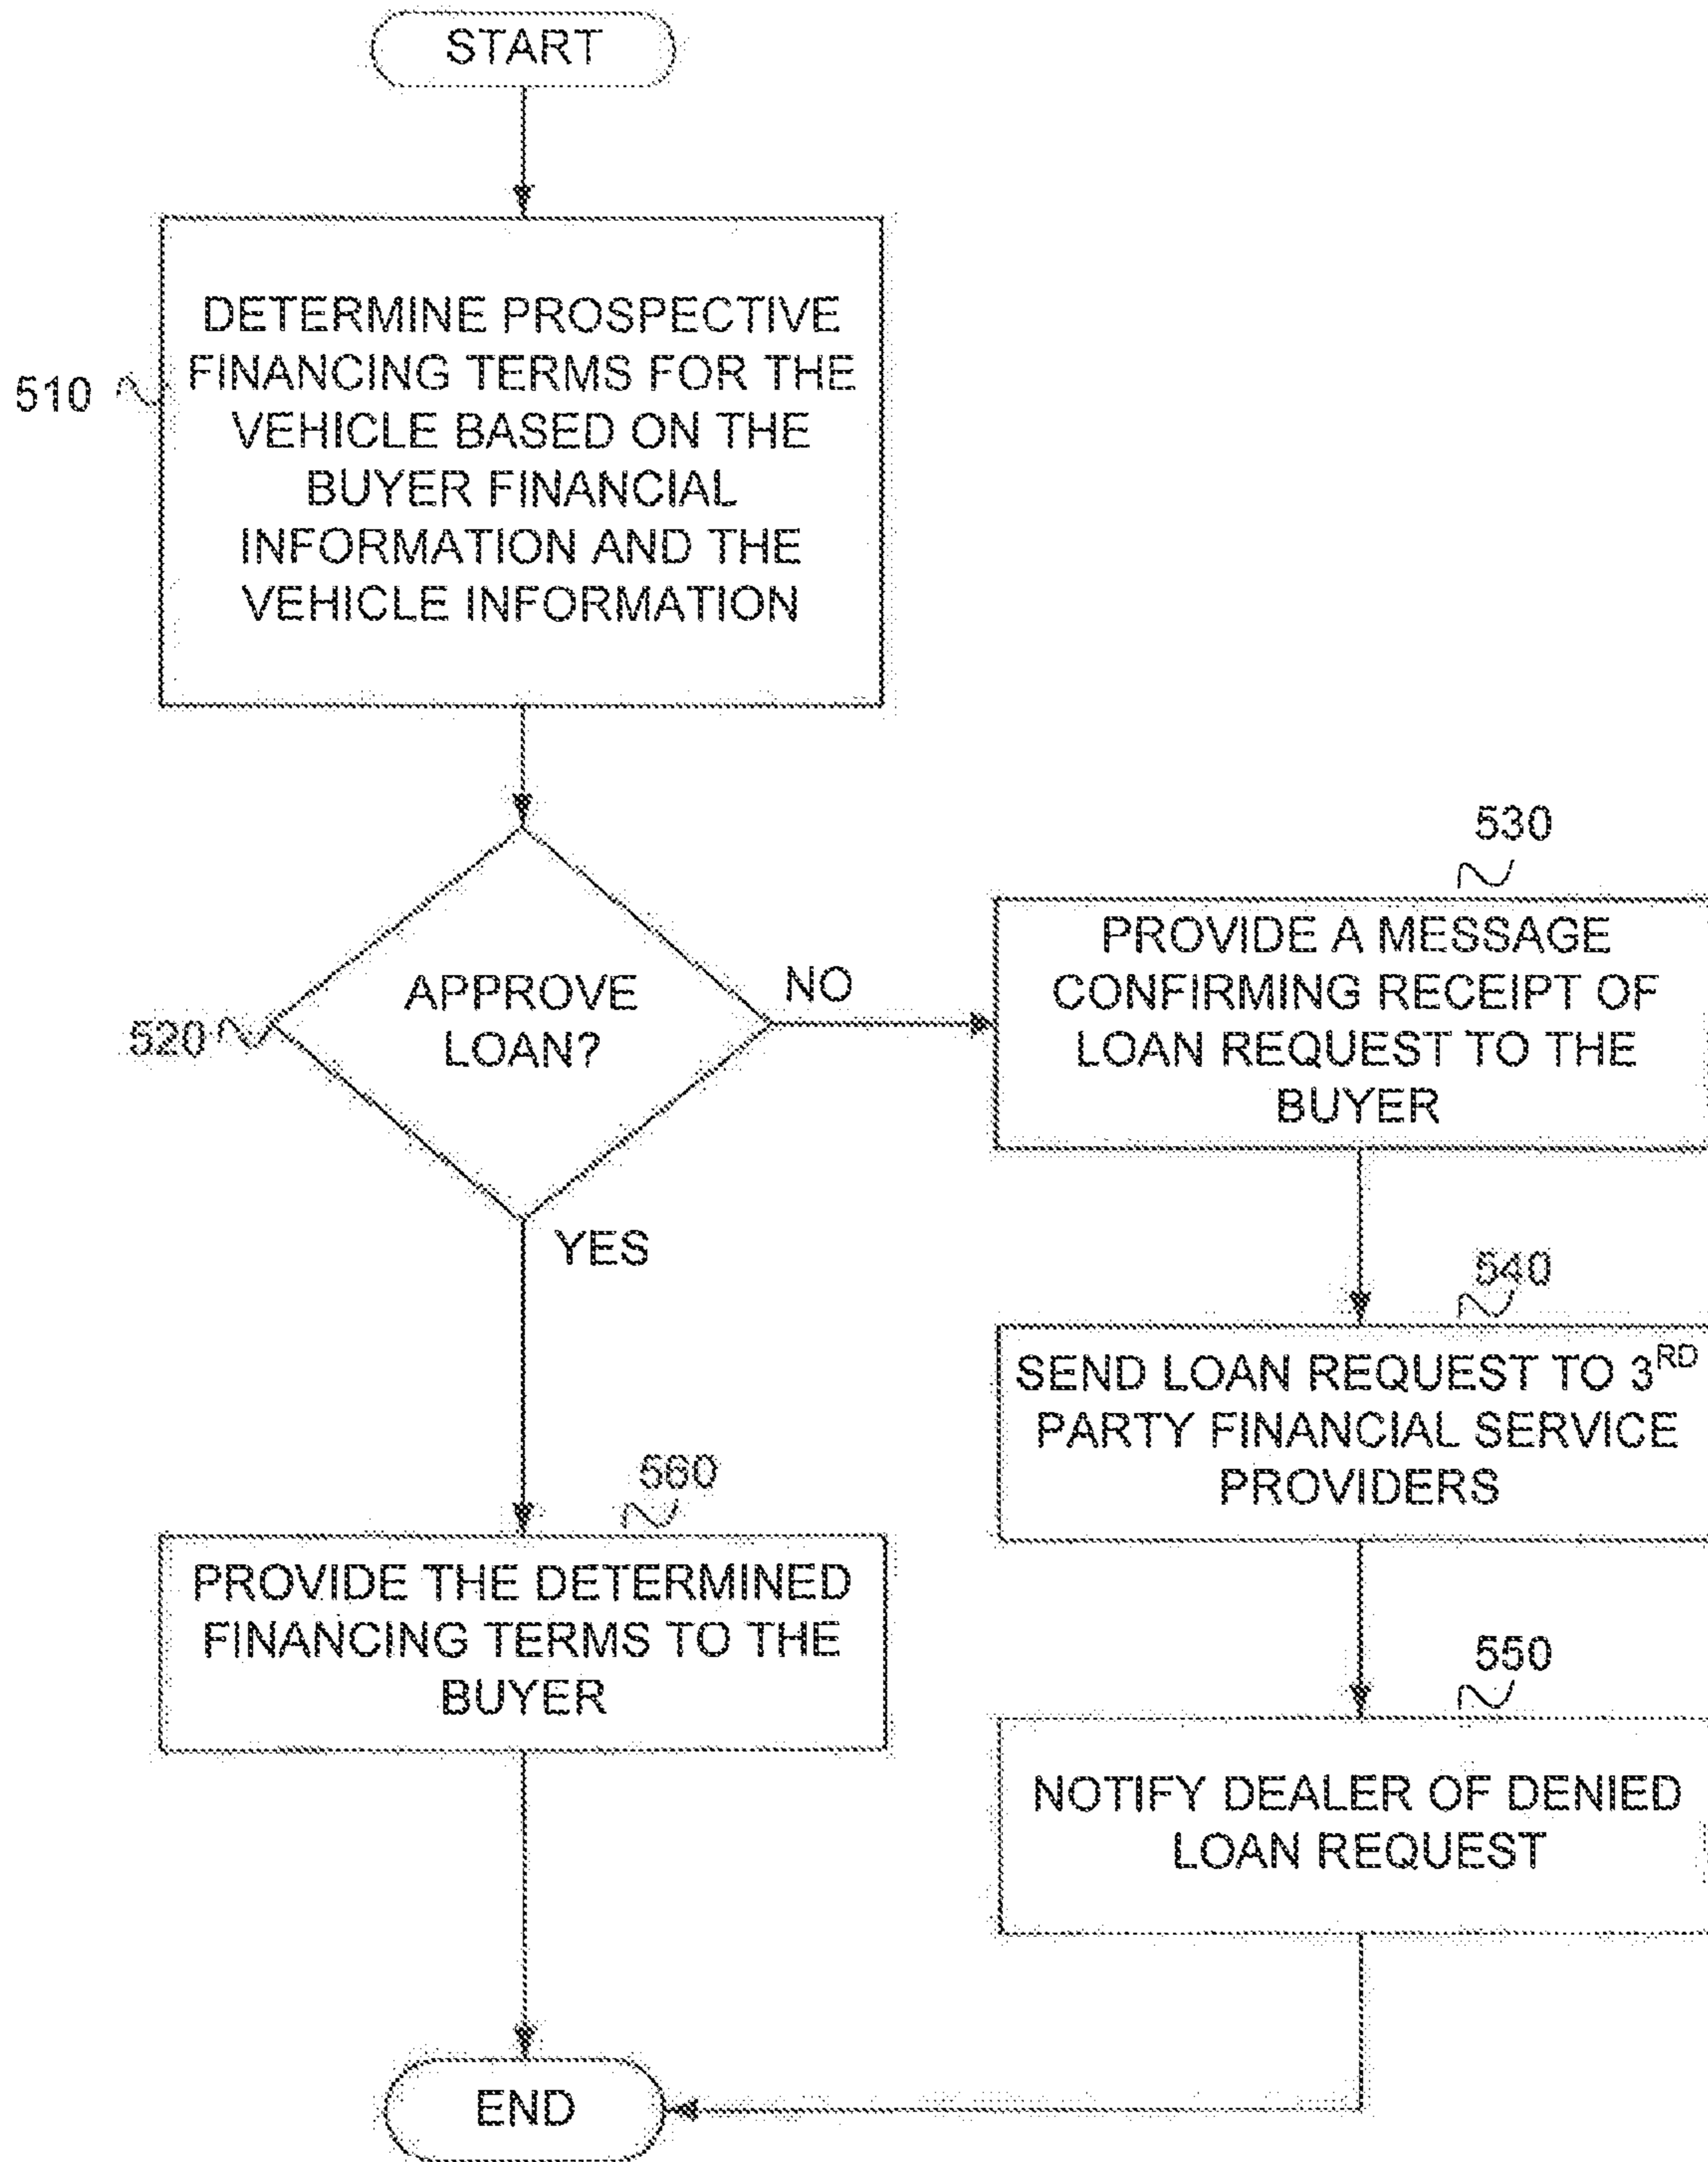 START
510
DETERMINE PROSPECTIVE
FINANCING TERMS FOR THE
VEHICLE BASED ON THE
BUYER FINANCIAL
INFORMATION AND THE
VEHICLE INFORMATION
520
APPROVE
LOAN?
NO
YES
530
PROVIDE A MESSAGE
CONFIRMING RECEIPT OF
LOAN REQUEST TO THE
BUYER
540
SEND LOAN REQUEST TO 3RD
PARTY FINANCIAL SERVICE
PROVIDERS
560
PROVIDE THE DETERMINED
FINANCING TERMS TO THE
BUYER
550
NOTIFY DEALER OF DENIED
LOAN REQUEST
END